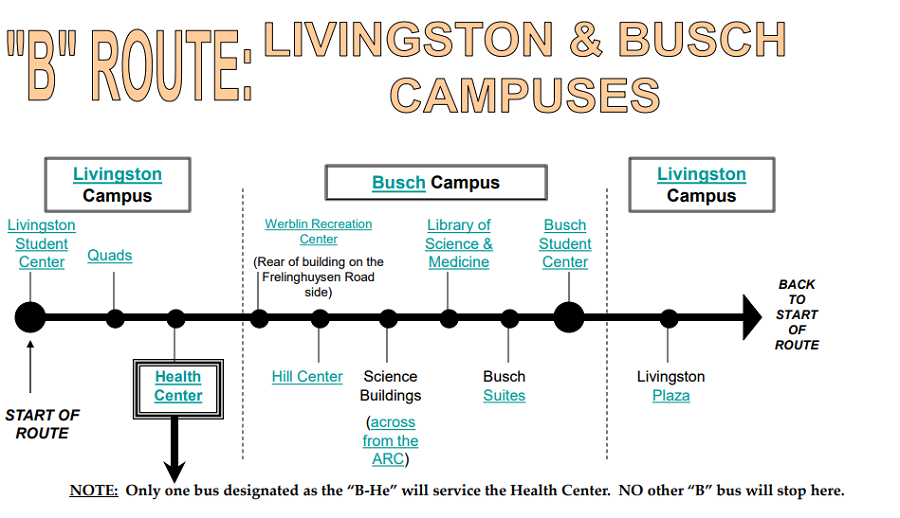 "B" ROUTE:
LIVINGSTON & BUSCH
CAMPUSES
Livingston
Campus
Busch Campus
Livingston
Campus
Livingston
Student
Center
Quads
Werblin Recreation
Center
(Rear of building on the
Frelinghuysen Road
side)
Library of
Science &
Medicine
Busch
Student
Center
BACK
TO
START
OF
ROUTE
START OF
ROUTE
Health
Center
Hill Center
Science
Buildings
(across
from the
ARC)
Busch
Suites
Livingston
Plaza
NOTE: Only one bus designated as the “B-He” will service the Health Center. NO other “B” bus will stop here.